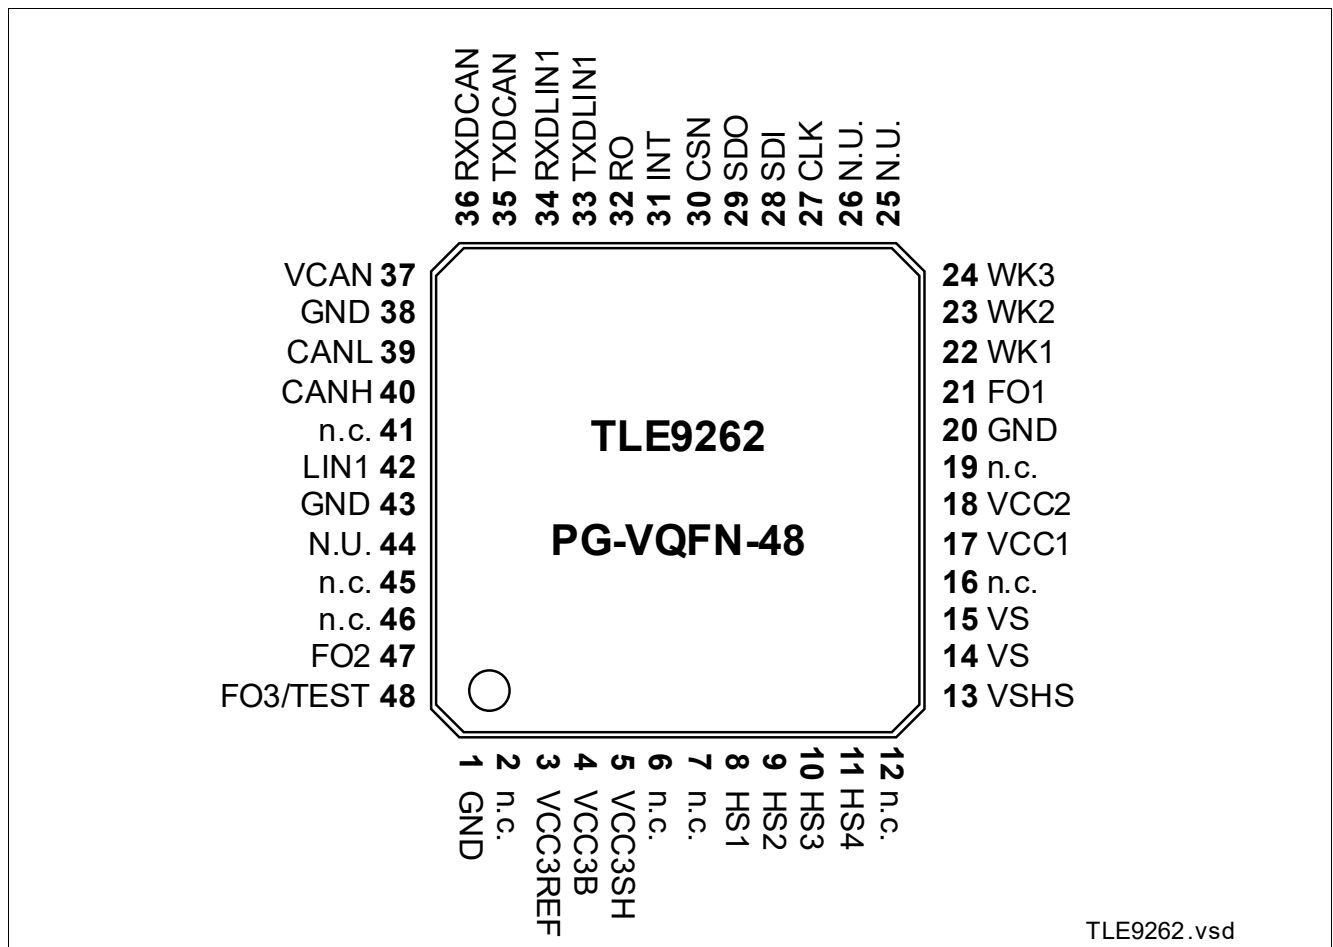 36 RXDCAN
35 TXDCAN
34 RXDLIN1
33 TXDLIN1
32 RO
31 INT
30 CSN
29 SDO
28 SDI
27 CLK
26 N.U.
25 N.U.
VCAN 37
GND 38
CANL 39
CANH 40
n.c. 41
LIN1 42
GND 43
N.U. 44
n.c. 45
n.c. 46
FO2 47
FO3/TEST 48
TLE9262
PG-VQFN-48
24 WK3
23 WK2
22 WK1
21 FO1
20 GND
19 n.c.
18 VCC2
17 VCC1
16 n.c.
15 VS
14 VS
13 VSHS
1 GND
2 n.c.
3 VCC3REF
4 VCC3B
5 VCC3SH
6 n.c.
7 n.c.
8 HS1
9 HS2
10 HS3
11 HS4
12 n.c.
TLE9262.vsd